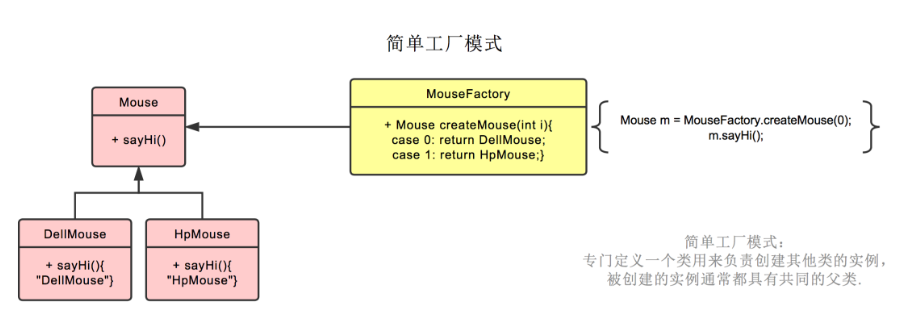 简单工厂模式
Mouse
+ sayHi()
MouseFactory
+ Mouse createMouse(int i){
case 0: return DellMouse;
case 1: return HpMouse;}
Mouse m = MouseFactory.createMouse(0);
m.sayHi();
DellMouse
+ sayHi(){
"DellMouse"}
HpMouse
+ sayHi(){
"HpMouse"}
简单工厂模式：
专门定义一个类用来负责创建其他类的实例，
被创建的实例通常都具有共同的父类.